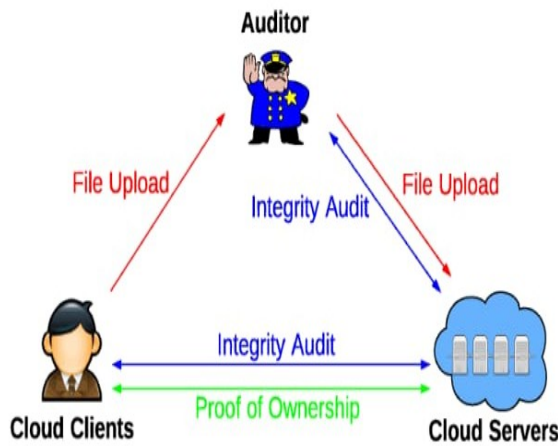 Auditor
File Upload
File Upload
Integrity Audit
Integrity Audit
Proof of Ownership
Cloud Clients
Cloud Servers